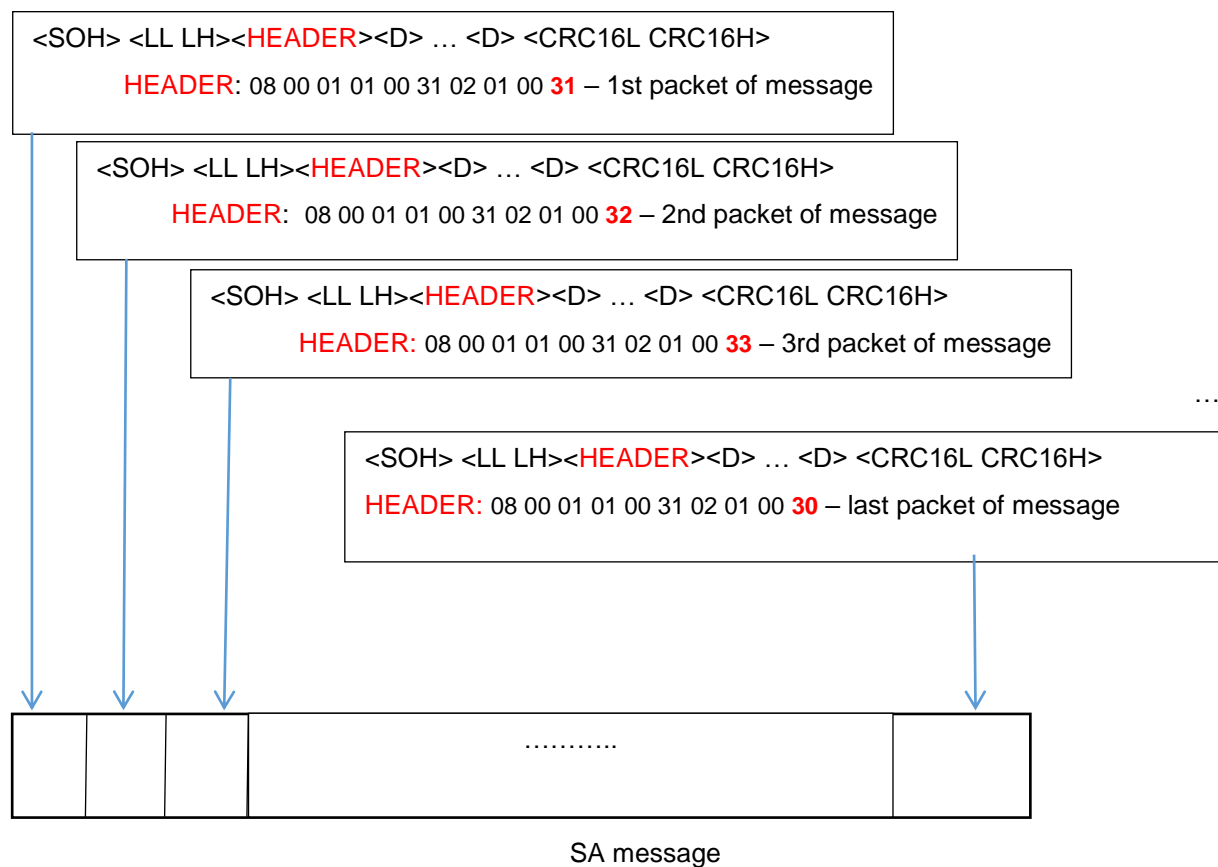 <SOH> <LL LH><HEADER><D> … <D> <CRC16L CRC16H>
HEADER: 08 00 01 01 00 31 02 01 00 31 – 1st packet of message
<SOH> <LL LH><HEADER><D> … <D> <CRC16L CRC16H>
HEADER: 08 00 01 01 00 31 02 01 00 32 – 2nd packet of message
<SOH> <LL LH><HEADER><D> … <D> <CRC16L CRC16H>
HEADER: 08 00 01 01 00 31 02 01 00 33 – 3rd packet of message
…
<SOH> <LL LH><HEADER><D> … <D> <CRC16L CRC16H>
HEADER: 08 00 01 01 00 31 02 01 00 30 – last packet of message
………..
SA message